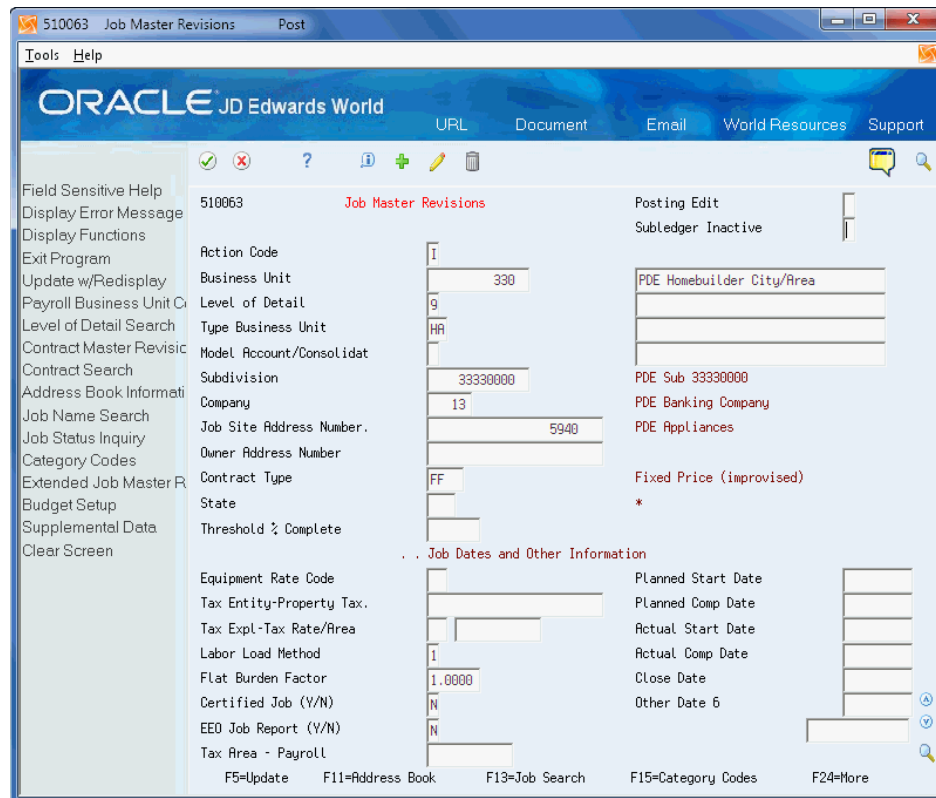 510063 Job Master Revisions Post
Tools Help
ORACLE JD Edwards World
URL Document Email World Resources Support
Field Sensitive Help
Display Error Message
Display Functions
Exit Program
Update w/Redisplay
Payroll Business Unit C
Level of Detail Search
Contract Master Revisic
Contract Search
Address Book Informati
Job Name Search
Job Status Inquiry
Category Codes
Extended Job Master R
Budget Setup
Supplemental Data
Clear Screen
510063 Job Master Revisions Posting Edit
Subledger Inactive
Action Code I
Business Unit 330 PDE Homebuilder City/Area
Level of Detail 9
Type Business Unit HA
Model Account/Consolidat
Subdivision 33330000 PDE Sub 33330000
Company 13 PDE Banking Company
Job Site Address Number. 5940 PDE Appliances
Owner Address Number
Contract Type FF Fixed Price (improvised)
State *
Threshold % Complete
. . Job Dates and Other Information
Equipment Rate Code Planned Start Date
Tax Entity-Property Tax. Planned Comp Date
Tax Expl-Tax Rate/Area Actual Start Date
Labor Load Method 1 Actual Comp Date
Flat Burden Factor 1.0000 Close Date
Certified Job (Y/N) N Other Date 6
EEO Job Report (Y/N) N
Tax Area - Payroll
F5=Update F11=Address Book F13=Job Search F15=Category Codes F24=More